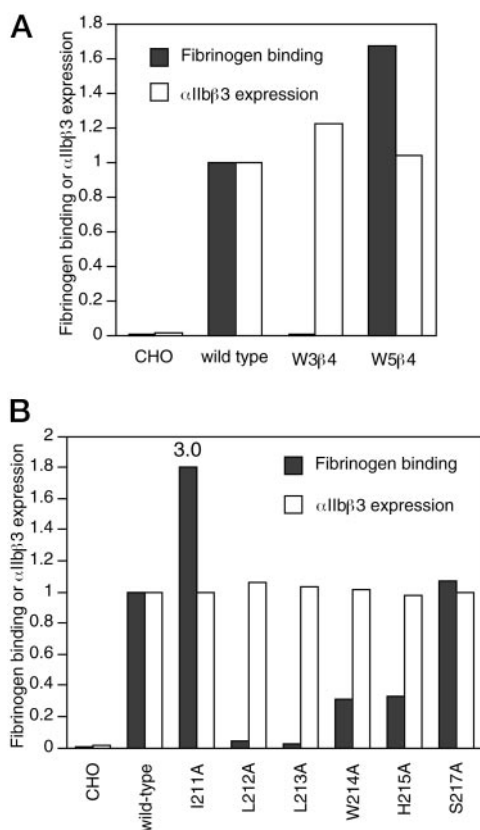 A
Fibrinogen binding or αIIbβ3 expression
1.8
1.6
1.4
1.2
1
0.8
0.6
0.4
0.2
0
Fibrinogen binding
αIIbβ3 expression
CHO
wild type
W3β4
W5β4
B
Fibrinogen binding or αIIbβ3 expression
2
1.8
1.6
1.4
1.2
1
0.8
0.6
0.4
0.2
0
3.0
Fibrinogen binding
αIIbβ3 expression
CHO
wild-type
I211A
L212A
L213A
W214A
H215A
S217A